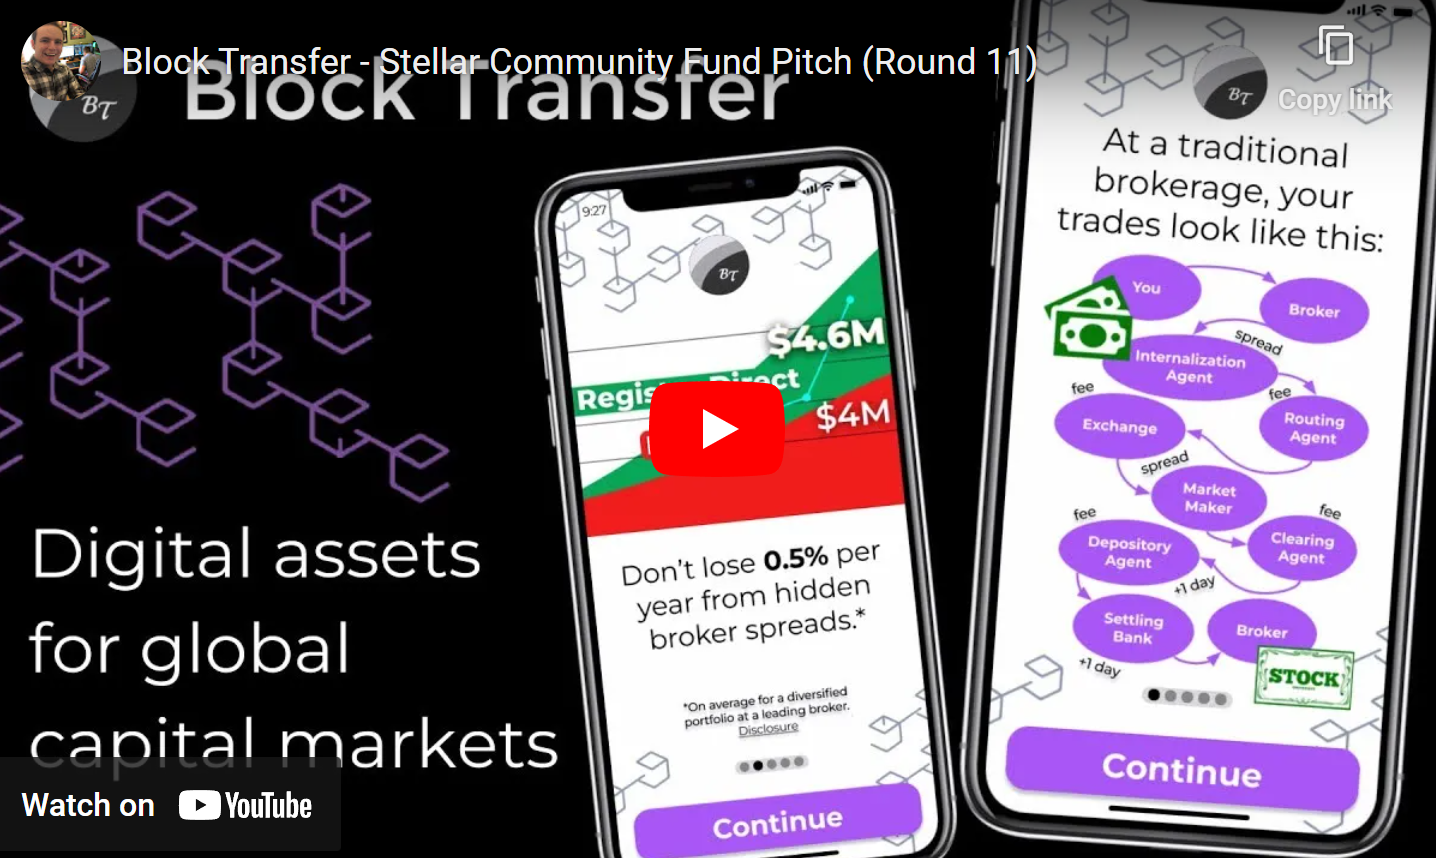 Block Transfer - Stellar Community Fund Pitch (Round 11)
BT
Block Transfer
Copy link
Digital assets
for global
capital markets
Watch on YouTube
9:27
BT
$4.6M
Direct
$4M
Don't lose 0.5% per
year from hidden
broker spreads.*
*On average for a diversified
portfolio at a leading broker.
Disclosure
Continue
BT
At a traditional
brokerage, your
trades look like this:
You
Broker
spread
Internalization
Agent
fee
fee
Routing
Agent
Exchange
spread
Market
Maker
fee
fee
Clearing
Agent
Depository
Agent
+1 day
Settling
Bank
Broker
+1 day
STOCK
Continue